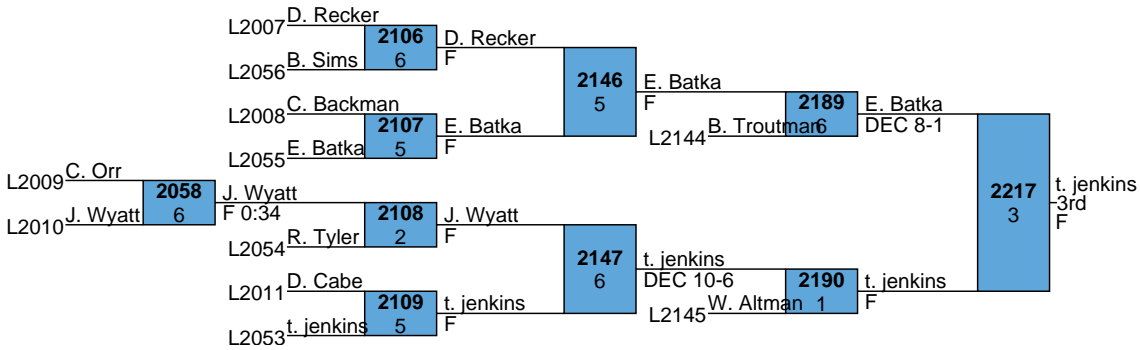 D. Recker
L2007
2106
D. Recker
B. Sims
6
F
L2056
2146
E. Batka
5
F
C. Backman
L2008
2107
E. Batka
E. Batka
5
F
L2055
2189
E. Batka
B. Troutman
6
DEC 8-1
L2144
C. Orr
L2009
2058
J. Wyatt
J. Wyatt
6
F 0:34
L2010
2108
J. Wyatt
R. Tyler
2
F
L2054
2217
t. jenkins
3
3rd
F
2147
t. jenkins
6
DEC 10-6
D. Cabe
L2011
2109
t. jenkins
t. jenkins
5
F
L2053
2190
t. jenkins
W. Altman
1
F
L2145